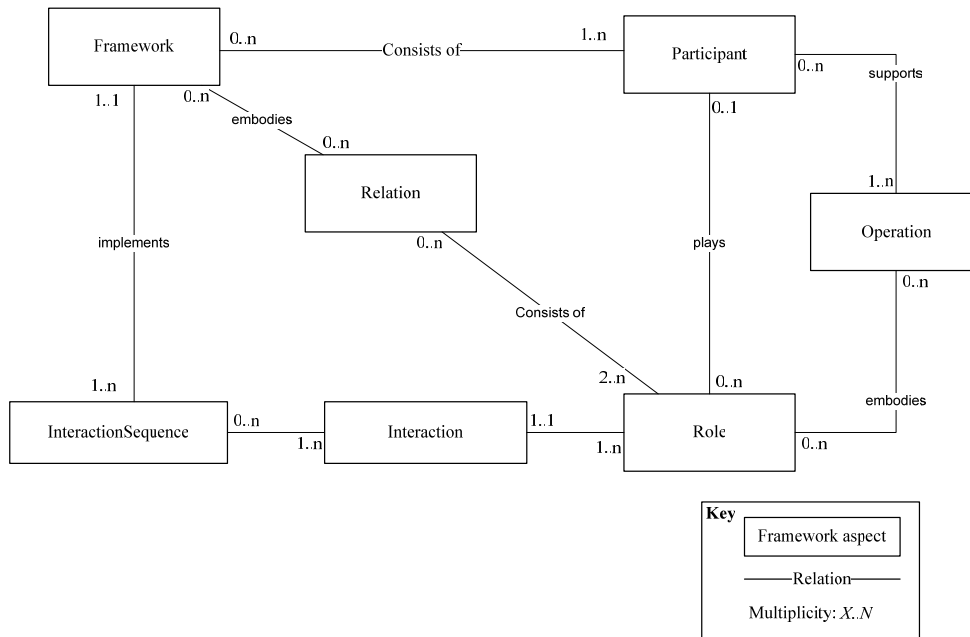 Framework
0..n
Consists of
1..n
Participant
0..n
supports
1..1
0..n
embodies
0..n
0..1
Relation
0..n
1..n
Operation
0..n
implements
plays
Consists of
1..n
2..n
0..n
embodies
InteractionSequence
0..n
1..n
Interaction
1..1
1..n
Role
0..n
Key
Framework aspect
Relation
Multiplicity: X..N